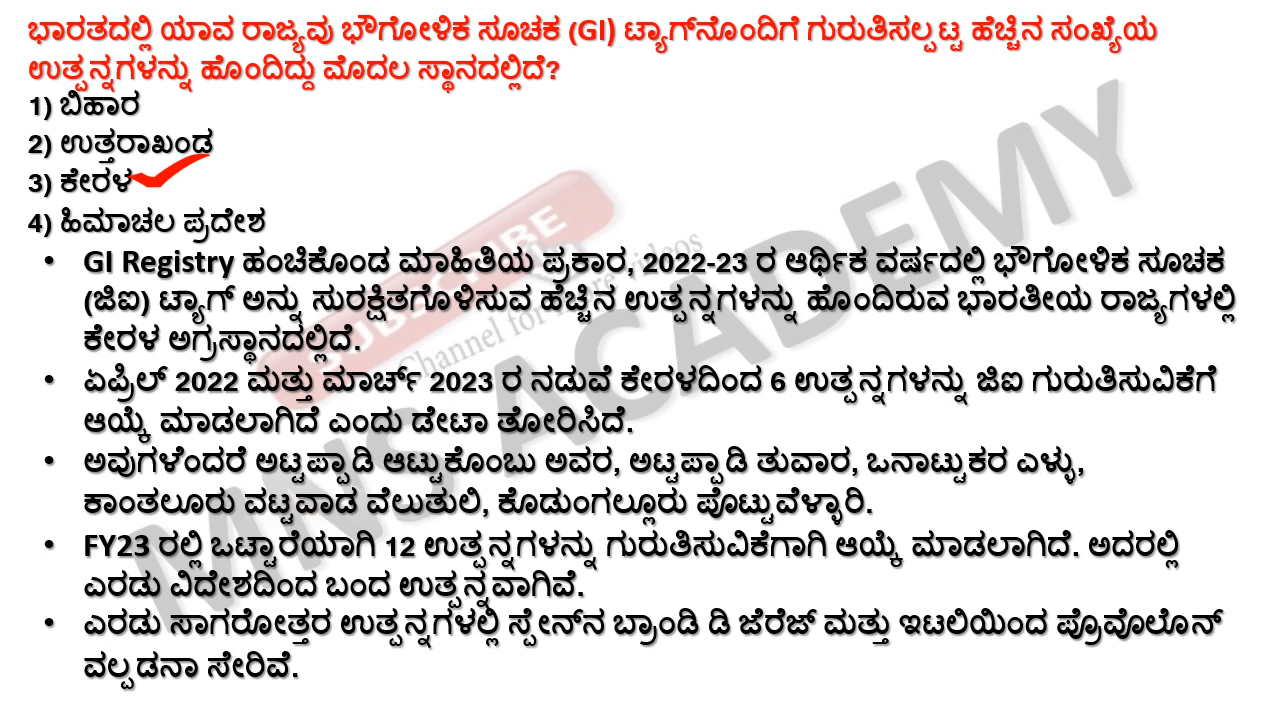 ಭಾರತದಲ್ಲಿ ಯಾವ ರಾಜ್ಯವು ಭೌಗೋಳಿಕ ಸೂಚಕ (GI) ಟ್ಯಾಗ್‌ನೊಂದಿಗೆ ಗುರುತಿಸಲ್ಪಟ್ಟ ಹೆಚ್ಚಿನ ಸಂಖ್ಯೆಯ
ಉತ್ಪನ್ನಗಳನ್ನು ಹೊಂದಿದ್ದು ಮೊದಲ ಸ್ಥಾನದಲ್ಲಿದೆ?
1) ಬಿಹಾರ
2) ಉತ್ತರಾಖಂಡ
3) ಕೇರಳ
4) ಹಿಮಾಚಲ ಪ್ರದೇಶ
• GI Registry ಹಂಚಿಕೊಂಡ ಮಾಹಿತಿಯ ಪ್ರಕಾರ, 2022-23 ರ ಆರ್ಥಿಕ ವರ್ಷದಲ್ಲಿ ಭೌಗೋಳಿಕ ಸೂಚಕ
(ಜಿಐ) ಟ್ಯಾಗ್ ಅನ್ನು ಸುರಕ್ಷಿತಗೊಳಿಸುವ ಹೆಚ್ಚಿನ ಉತ್ಪನ್ನಗಳನ್ನು ಹೊಂದಿರುವ ಭಾರತೀಯ ರಾಜ್ಯಗಳಲ್ಲಿ
ಕೇರಳ ಅಗ್ರಸ್ಥಾನದಲ್ಲಿದೆ.
• ಏಪ್ರಿಲ್ 2022 ಮತ್ತು ಮಾರ್ಚ್ 2023 ರ ನಡುವೆ ಕೇರಳದಿಂದ 6 ಉತ್ಪನ್ನಗಳನ್ನು ಜಿಐ ಗುರುತಿಸುವಿಕೆಗೆ
ಆಯ್ಕೆ ಮಾಡಲಾಗಿದೆ ಎಂದು ಡೇಟಾ ತೋರಿಸಿದೆ.
• ಅವುಗಳೆಂದರೆ ಅಟ್ಟಪ್ಪಾಡಿ ಆಟ್ಟುಕೊಂಬು ಅವರ, ಅಟ್ಟಪ್ಪಾಡಿ ತುವಾರ, ಒನಾಟ್ಟುಕರ ಎಳ್ಳು,
ಕಾಂತಲೂರು ವಟ್ಟವಾಡ ವೆಲುತುಲಿ, ಕೊಡುಂಗಲ್ಲೂರು ಪೊಟ್ಟುವೆಳ್ಳಾರಿ.
• FY23 ರಲ್ಲಿ ಒಟ್ಟಾರೆಯಾಗಿ 12 ಉತ್ಪನ್ನಗಳನ್ನು ಗುರುತಿಸುವಿಕೆಗಾಗಿ ಆಯ್ಕೆ ಮಾಡಲಾಗಿದೆ. ಅದರಲ್ಲಿ
ಎರಡು ವಿದೇಶದಿಂದ ಬಂದ ಉತ್ಪನ್ನವಾಗಿವೆ.
• ಎರಡು ಸಾಗರೋತ್ತರ ಉತ್ಪನ್ನಗಳಲ್ಲಿ ಸ್ಪೇನ್‌ನ ಬ್ರಾಂಡಿ ಡಿ ಜೆರೆಜ್ ಮತ್ತು ಇಟಲಿಯಿಂದ ಪ್ರೊವೊಲೊನ್
ವಲ್ಪಡನಾ ಸೇರಿವೆ.
MNS ACADEMY